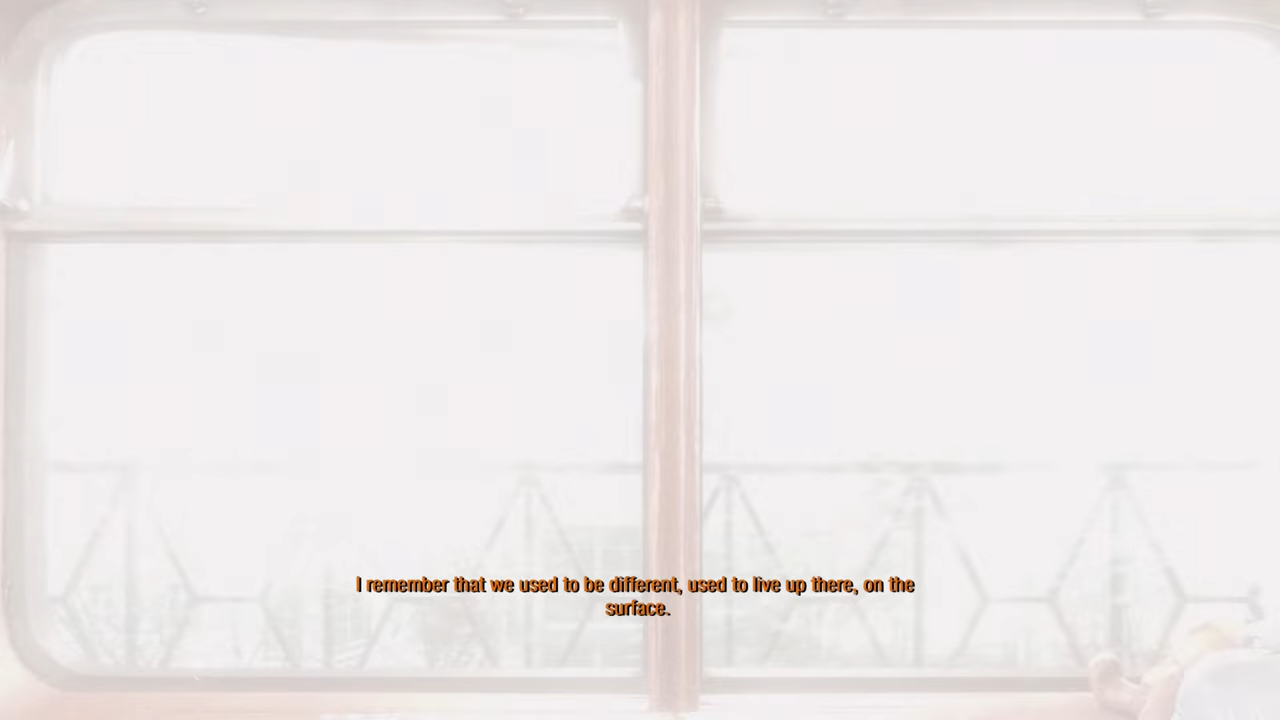 I remember that we used to be different, used to live up there, on the
surface.